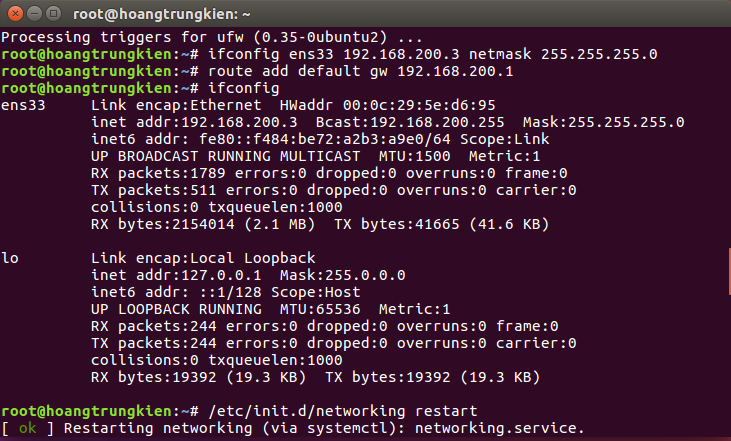 root@hoangtrungkien: ~
Processing triggers for ufw (0.35-0ubuntu2) ...
root@hoangtrungkien:~# ifconfig ens33 192.168.200.3 netmask 255.255.255.0
root@hoangtrungkien:~# route add default gw 192.168.200.1
root@hoangtrungkien:~# ifconfig
ens33     Link encap:Ethernet  HWaddr 00:0c:29:5e:d6:95
          inet addr:192.168.200.3  Bcast:192.168.200.255  Mask:255.255.255.0
          inet6 addr: fe80::f484:be72:a2b3:a9e0/64 Scope:Link
          UP BROADCAST RUNNING MULTICAST  MTU:1500  Metric:1
          RX packets:1789 errors:0 dropped:0 overruns:0 frame:0
          TX packets:511 errors:0 dropped:0 overruns:0 carrier:0
          collisions:0 txqueuelen:1000
          RX bytes:2154014 (2.1 MB)  TX bytes:41665 (41.6 KB)

lo        Link encap:Local Loopback
          inet addr:127.0.0.1  Mask:255.0.0.0
          inet6 addr: ::1/128 Scope:Host
          UP LOOPBACK RUNNING  MTU:65536  Metric:1
          RX packets:244 errors:0 dropped:0 overruns:0 frame:0
          TX packets:244 errors:0 dropped:0 overruns:0 carrier:0
          collisions:0 txqueuelen:1000
          RX bytes:19392 (19.3 KB)  TX bytes:19392 (19.3 KB)

root@hoangtrungkien:~# /etc/init.d/networking restart
[ ok ] Restarting networking (via systemctl): networking.service.